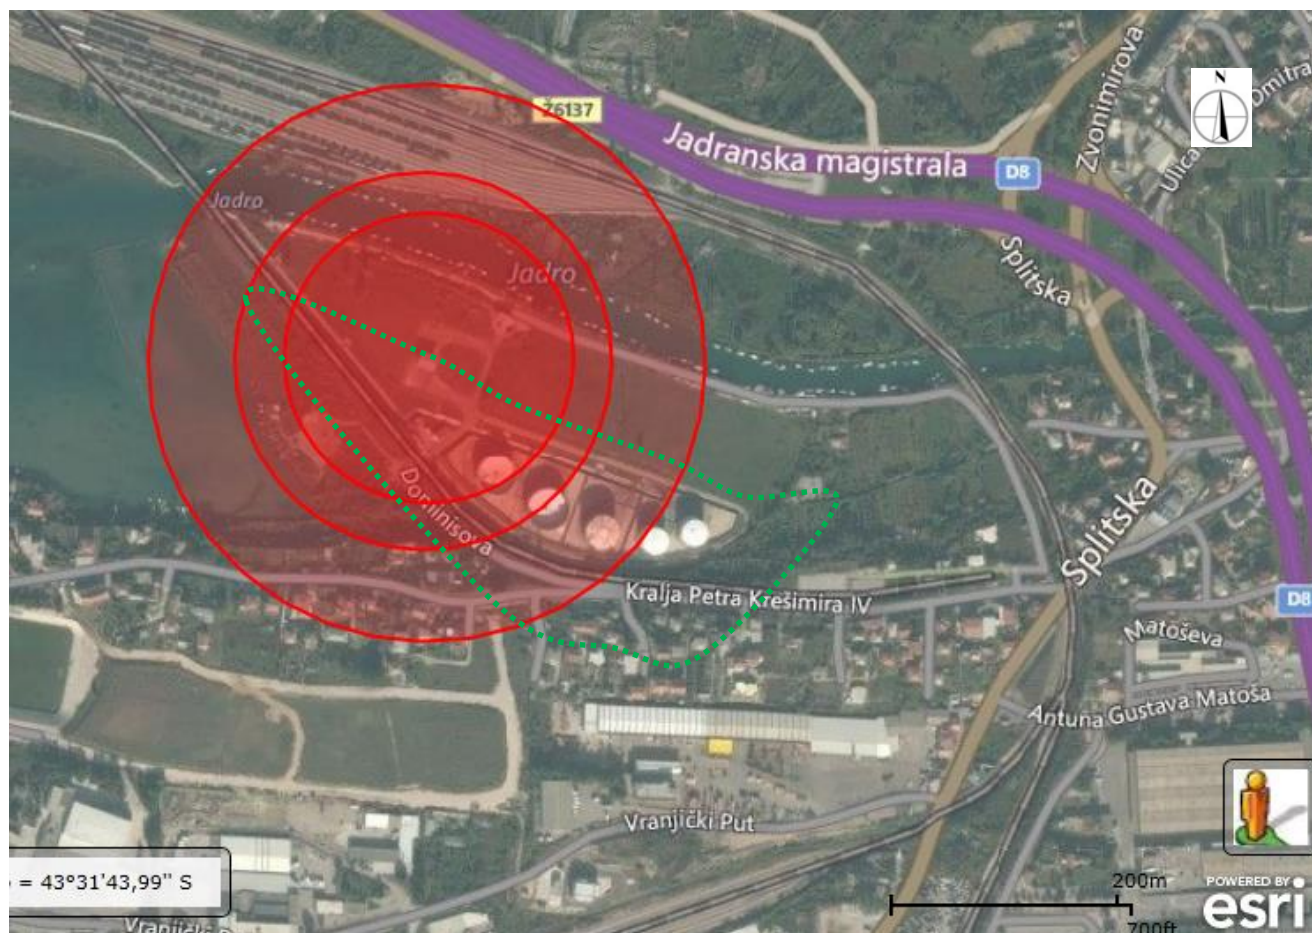 Zvonimirova
N
Omitra
Ulica
Ž6137
Jadranska magistrala
D8
Jadro
Jadro
Splitska
Dominisova
Splitska
Kralja Petra Krešimira IV
D8
Matoševa
Antuna Gustava Matoša
Vranjički Put
= 43°31'43,99" S
200m
700ft
POWERED BY
esri